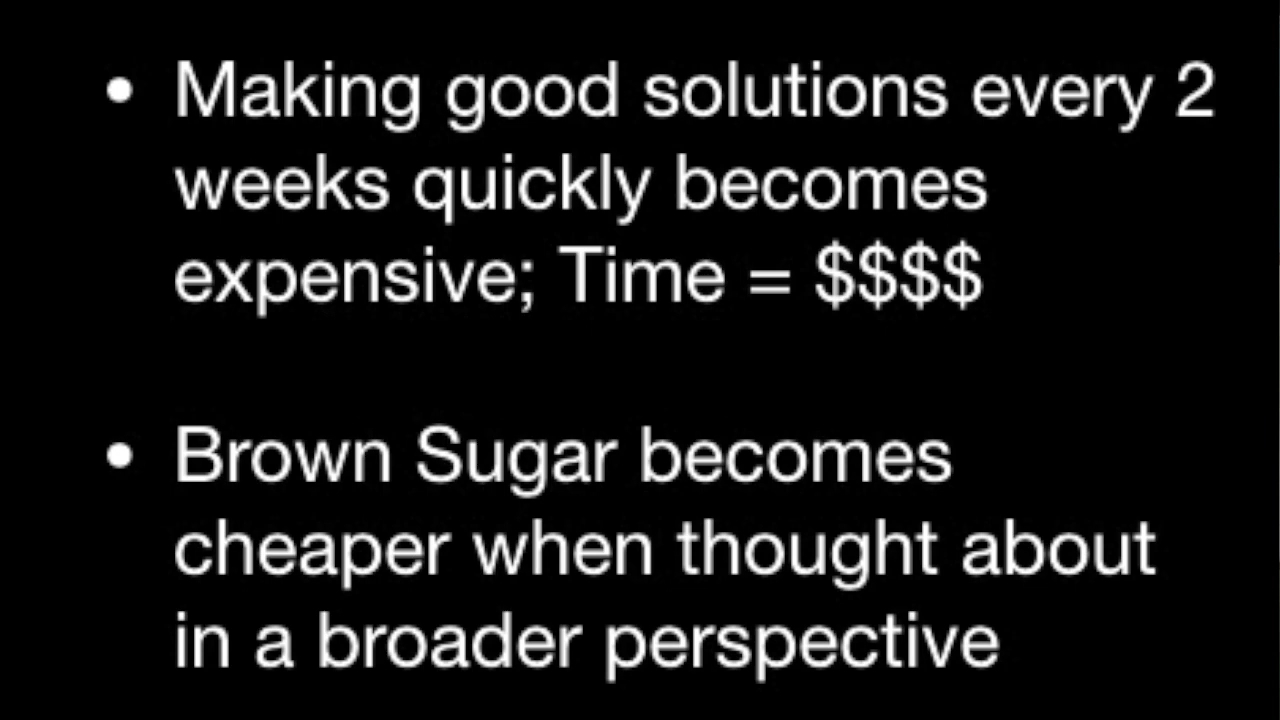 • Making good solutions every 2
weeks quickly becomes
expensive; Time = $$$$
• Brown Sugar becomes
cheaper when thought about
in a broader perspective